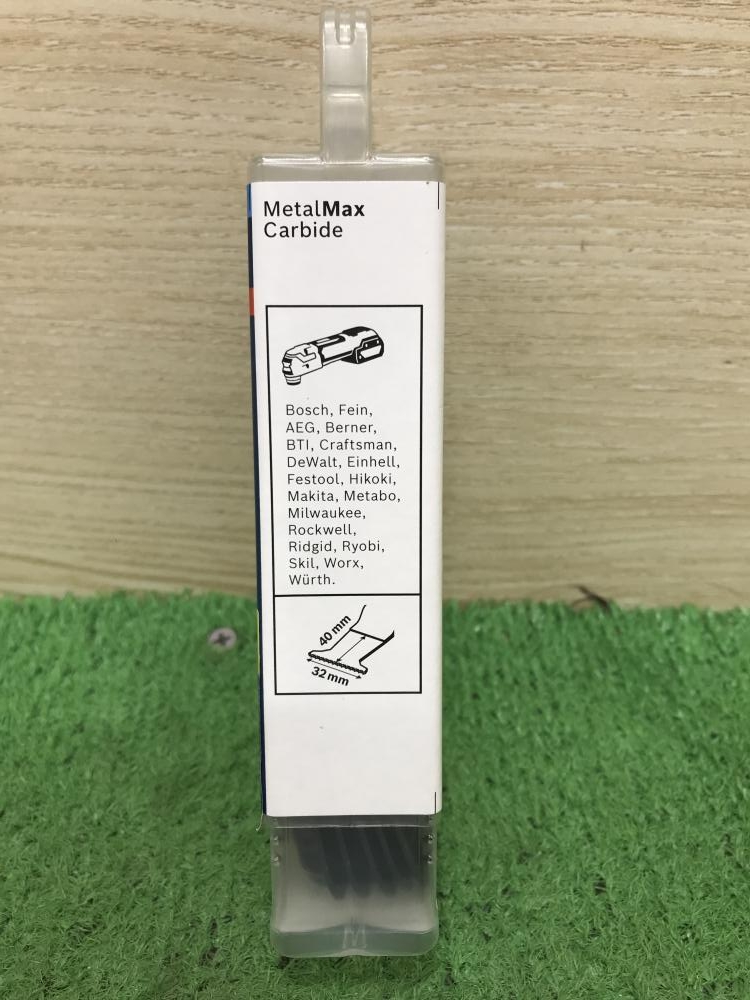 MetalMax
Carbide
Bosch, Fein,
AEG, Berner,
BTI, Craftsman,
DeWalt, Einhell,
Festool, Hikoki,
Makita, Metabo,
Milwaukee,
Rockwell,
Ridgid, Ryobi,
Skil, Worx,
Würth.
40 mm
32 mm